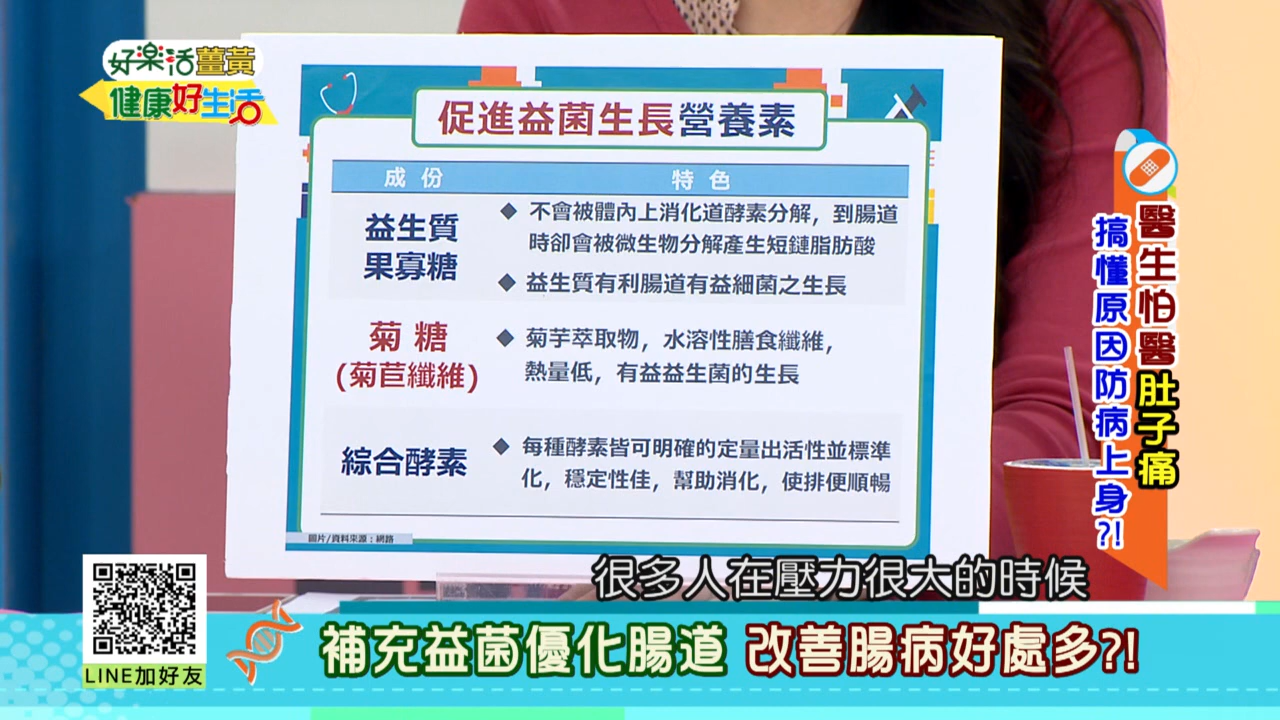 好樂活薑黃
健康好生活
促進益菌生長營養素
成份 特色
益生質
果寡糖
◆ 不會被體內上消化道酵素分解，到腸道
時卻會被微生物分解產生短鏈脂肪酸
◆ 益生質有利腸道有益細菌之生長
菊糖
(菊苣纖維)
◆ 菊芋萃取物，水溶性膳食纖維，
熱量低，有益益生菌的生長
綜合酵素
◆ 每種酵素皆可明確的定量出活性並標準
化，穩定性佳，幫助消化，使排便順暢
圖片/資料來源：網路
醫生怕醫肚子痛
搞懂原因防病上身?!
很多人在壓力很大的時候
補充益菌優化腸道 改善腸病好處多?!
LINE加好友